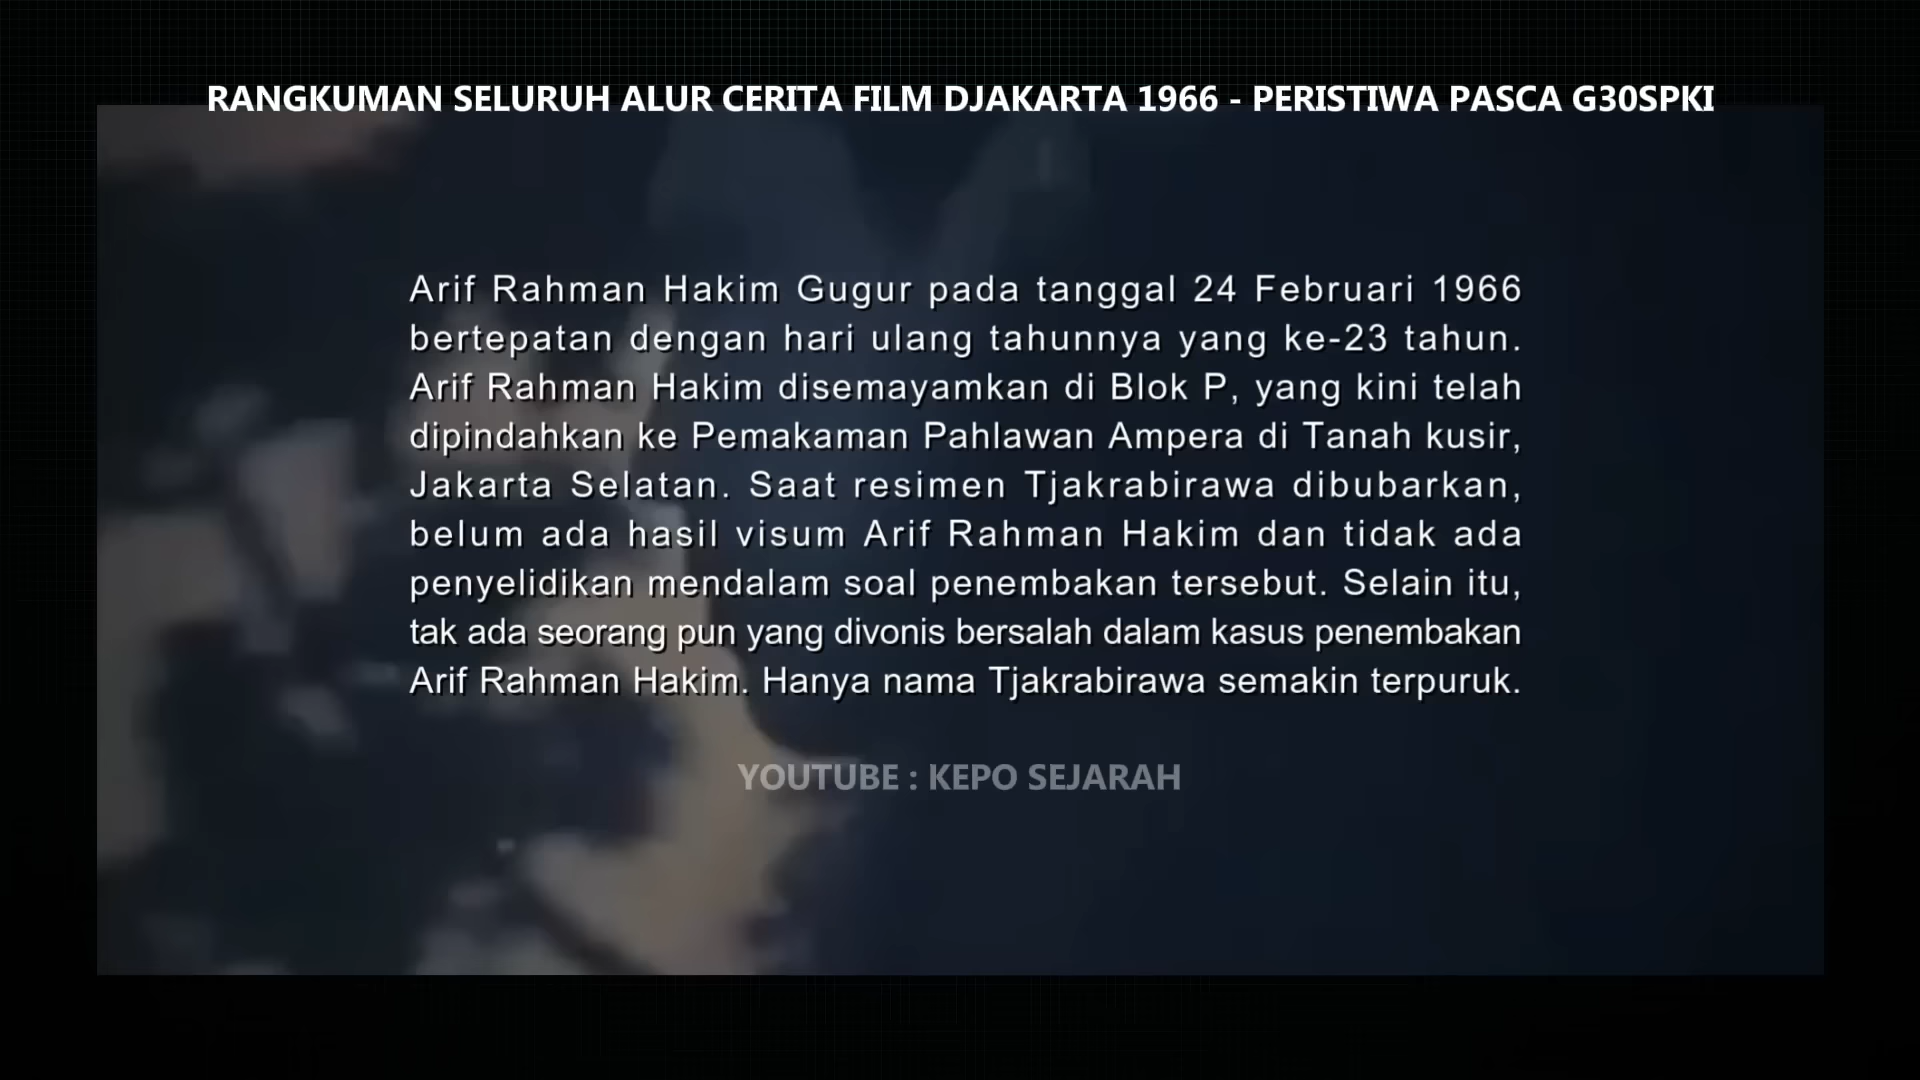 RANGKUMAN SELURUH ALUR CERITA FILM DJAKARTA 1966 - PERISTIWA PASCA G30SPKI
Arif Rahman Hakim Gugur pada tanggal 24 Februari 1966
bertepatan dengan hari ulang tahunnya yang ke-23 tahun.
Arif Rahman Hakim disemayamkan di Blok P, yang kini telah
dipindahkan ke Pemakaman Pahlawan Ampera di Tanah kusir,
Jakarta Selatan. Saat resimen Tjakrabirawa dibubarkan,
belum ada hasil visum Arif Rahman Hakim dan tidak ada
penyelidikan mendalam soal penembakan tersebut. Selain itu,
tak ada seorang pun yang divonis bersalah dalam kasus penembakan
Arif Rahman Hakim. Hanya nama Tjakrabirawa semakin terpuruk.
YOUTUBE : KEPO SEJARAH